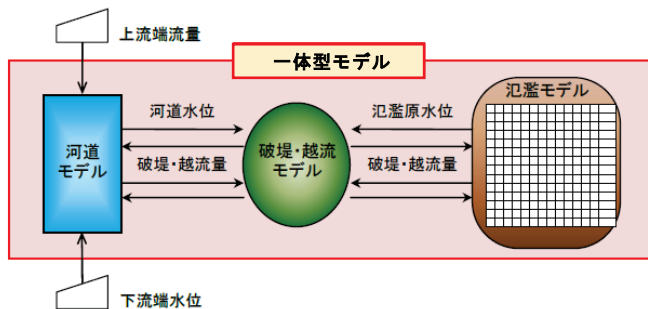 上流端流量
一体型モデル
氾濫モデル
河道水位
氾濫原水位
河道
モデル
破堤・越流
モデル
破堤・越流量
破堤・越流量
下流端水位